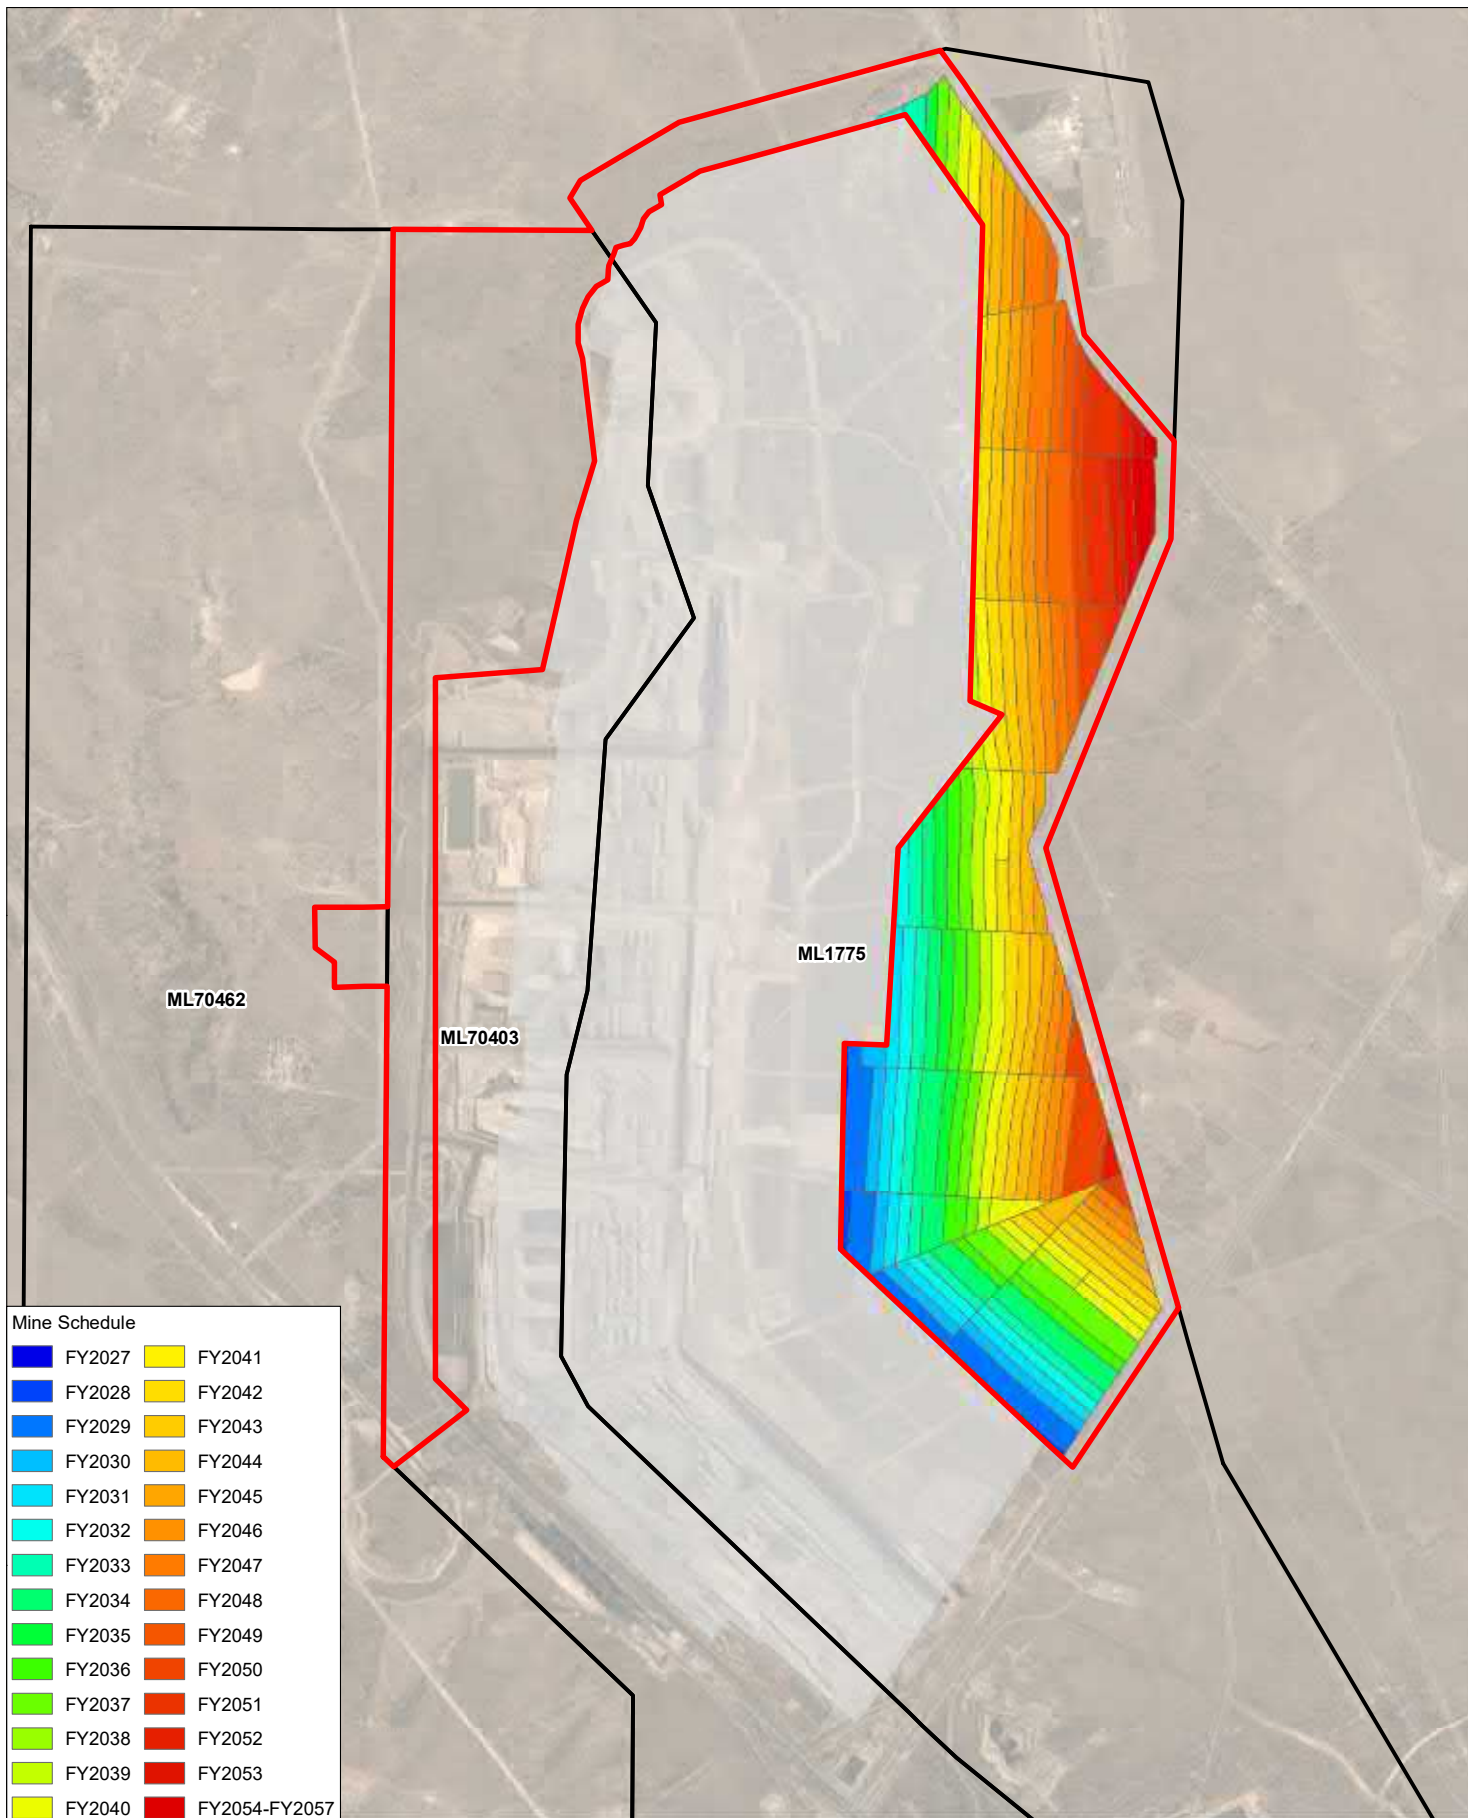 ML1775
ML70462
ML70403
Mine Schedule
FY2027 FY2041
FY2028 FY2042
FY2029 FY2043
FY2030 FY2044
FY2031 FY2045
FY2032 FY2046
FY2033 FY2047
FY2034 FY2048
FY2035 FY2049
FY2036 FY2050
FY2037 FY2051
FY2038 FY2052
FY2039 FY2053
FY2040 FY2054-FY2057